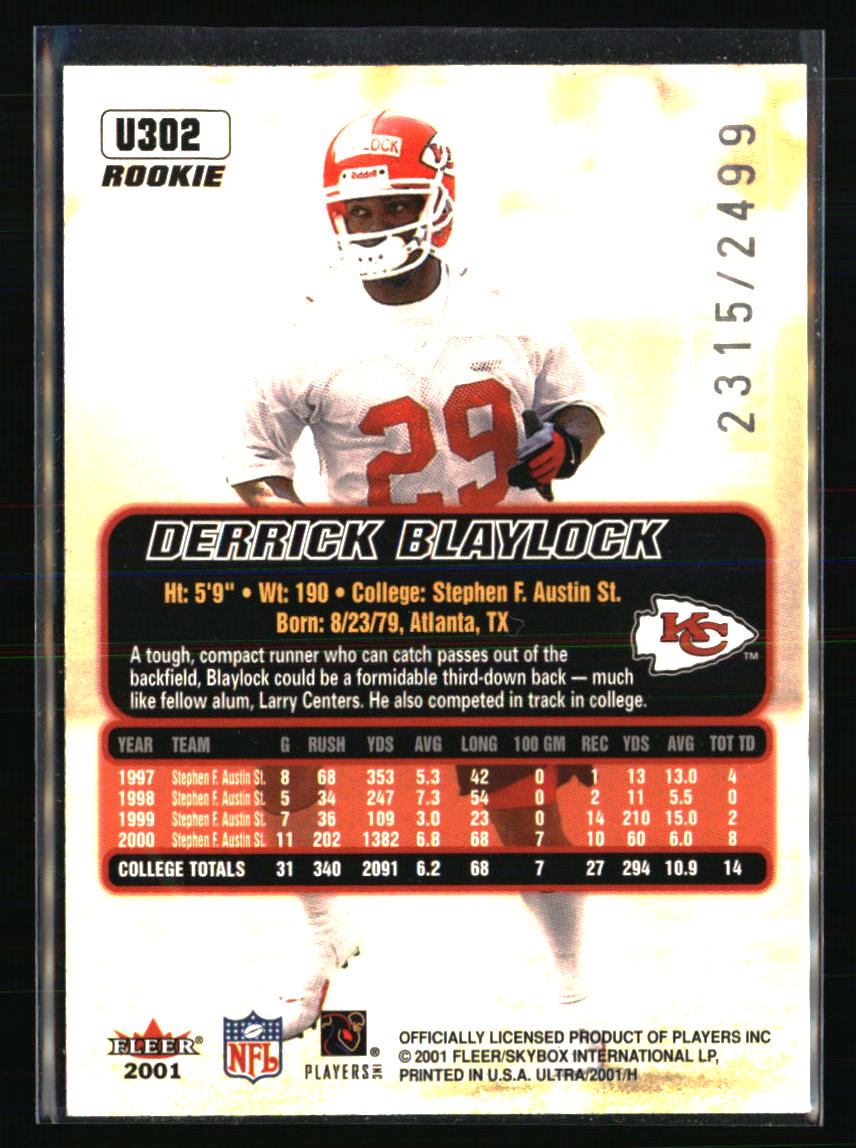 U302
ROOKIE
2315/2499
LOCK
Riddell
29
DERRICK BLAYLOCK
Ht: 5'9" • Wt: 190 • College: Stephen F. Austin St.
Born: 8/23/79, Atlanta, TX
KC
TM
A tough, compact runner who can catch passes out of the
backfield, Blaylock could be a formidable third-down back — much
like fellow alum, Larry Centers. He also competed in track in college.
YEAR TEAM G RUSH YDS AVG LONG 100 GM REC YDS AVG TOT TD
1997 Stephen F. Austin St. 8 68 353 5.3 42 0 1 13 13.0 4
1998 Stephen F. Austin St. 5 34 247 7.3 54 0 2 11 5.5 0
1999 Stephen F. Austin St. 7 36 109 3.0 23 0 14 210 15.0 2
2000 Stephen F. Austin St. 11 202 1382 6.8 68 7 10 60 6.0 8
COLLEGE TOTALS 31 340 2091 6.2 68 7 27 294 10.9 14
FLEER®
2001
NFL
PLAYERS INC ®
OFFICIALLY LICENSED PRODUCT OF PLAYERS INC
© 2001 FLEER/SKYBOX INTERNATIONAL LP,
PRINTED IN U.S.A. ULTRA/2001/H